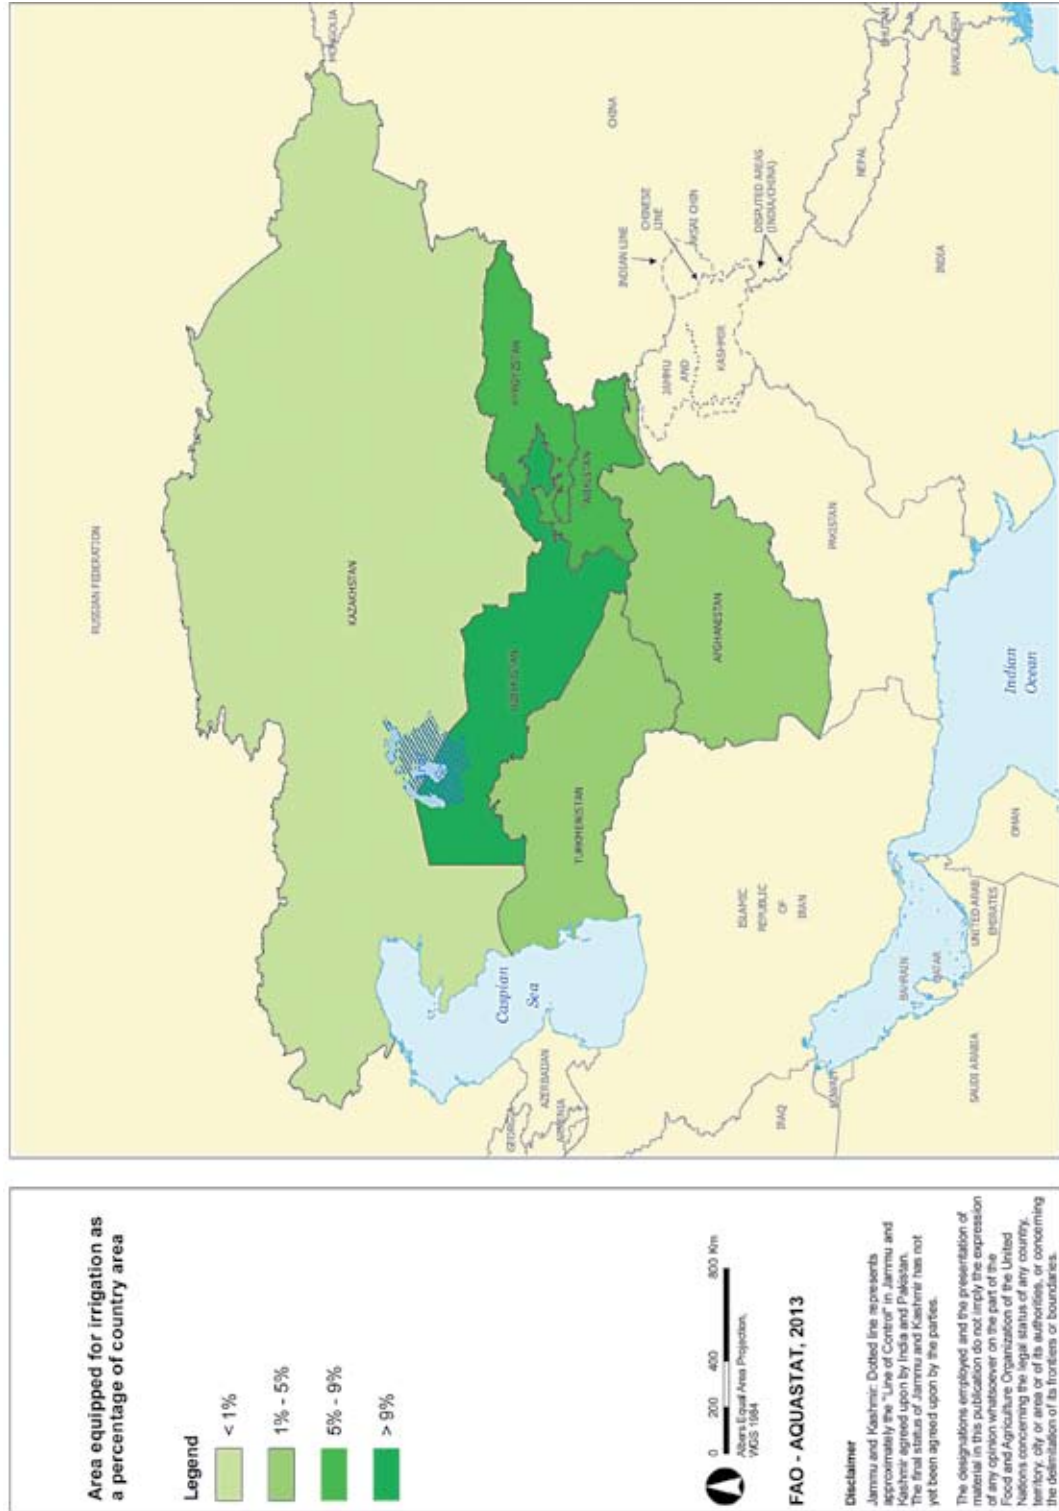 Area equipped for irrigation as
a percentage of country area
Legend
< 1%
1% - 5%
5% - 9%
> 9%
0 200 400 800 Km
Albers Equal Area Projection,
WGS 1984
FAO - AQUASTAT, 2013
Disclaimer
Jammu and Kashmir: Dotted line represents
approximately the "Line of Control" in Jammu and
Kashmir agreed upon by India and Pakistan.
The final status of Jammu and Kashmir has not
yet been agreed upon by the parties.
The designations employed and the presentation of
material in this publication do not imply the expression
of any opinion whatsoever on the part of the
Food and Agriculture Organization of the United
Nations concerning the legal status of any country,
territory, city or area or of its authorities, or concerning
the delimitation of its frontiers or boundaries.
RUSSIAN FEDERATION
MONGOLIA
KAZAKHSTAN
CHINA
KYRGYZSTAN
UZBEKISTAN
TAJIKISTAN
TURKMENISTAN
AFGHANISTAN
Caspian
Sea
GEORGIA
AZERBAIJAN
ARMENIA
INDIAN LINE
CHINESE
LINE
AKSAI CHIN
JAMMU
AND
KASHMIR
DISPUTED AREAS
(INDIA/CHINA)
ISLAMIC
REPUBLIC
OF
IRAN
PAKISTAN
NEPAL
BHUTAN
BANGLADESH
INDIA
IRAQ
KUWAIT
BAHRAIN
QATAR
SAUDI ARABIA
UNITED ARAB
EMIRATES
OMAN
Indian
Ocean